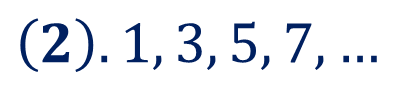 (2). 1, 3, 5, 7, ...